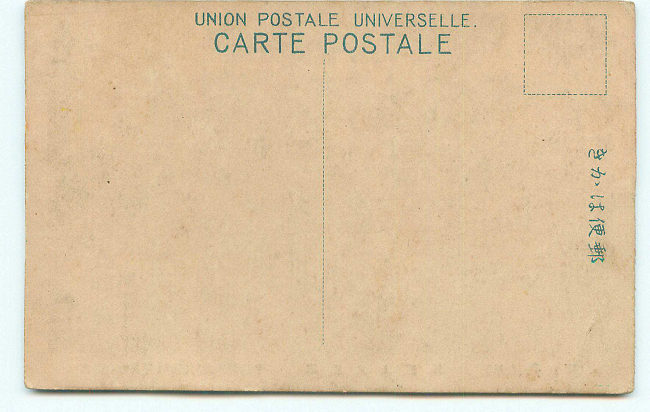 UNION POSTALE UNIVERSELLE.
CARTE POSTALE
郵便はかき